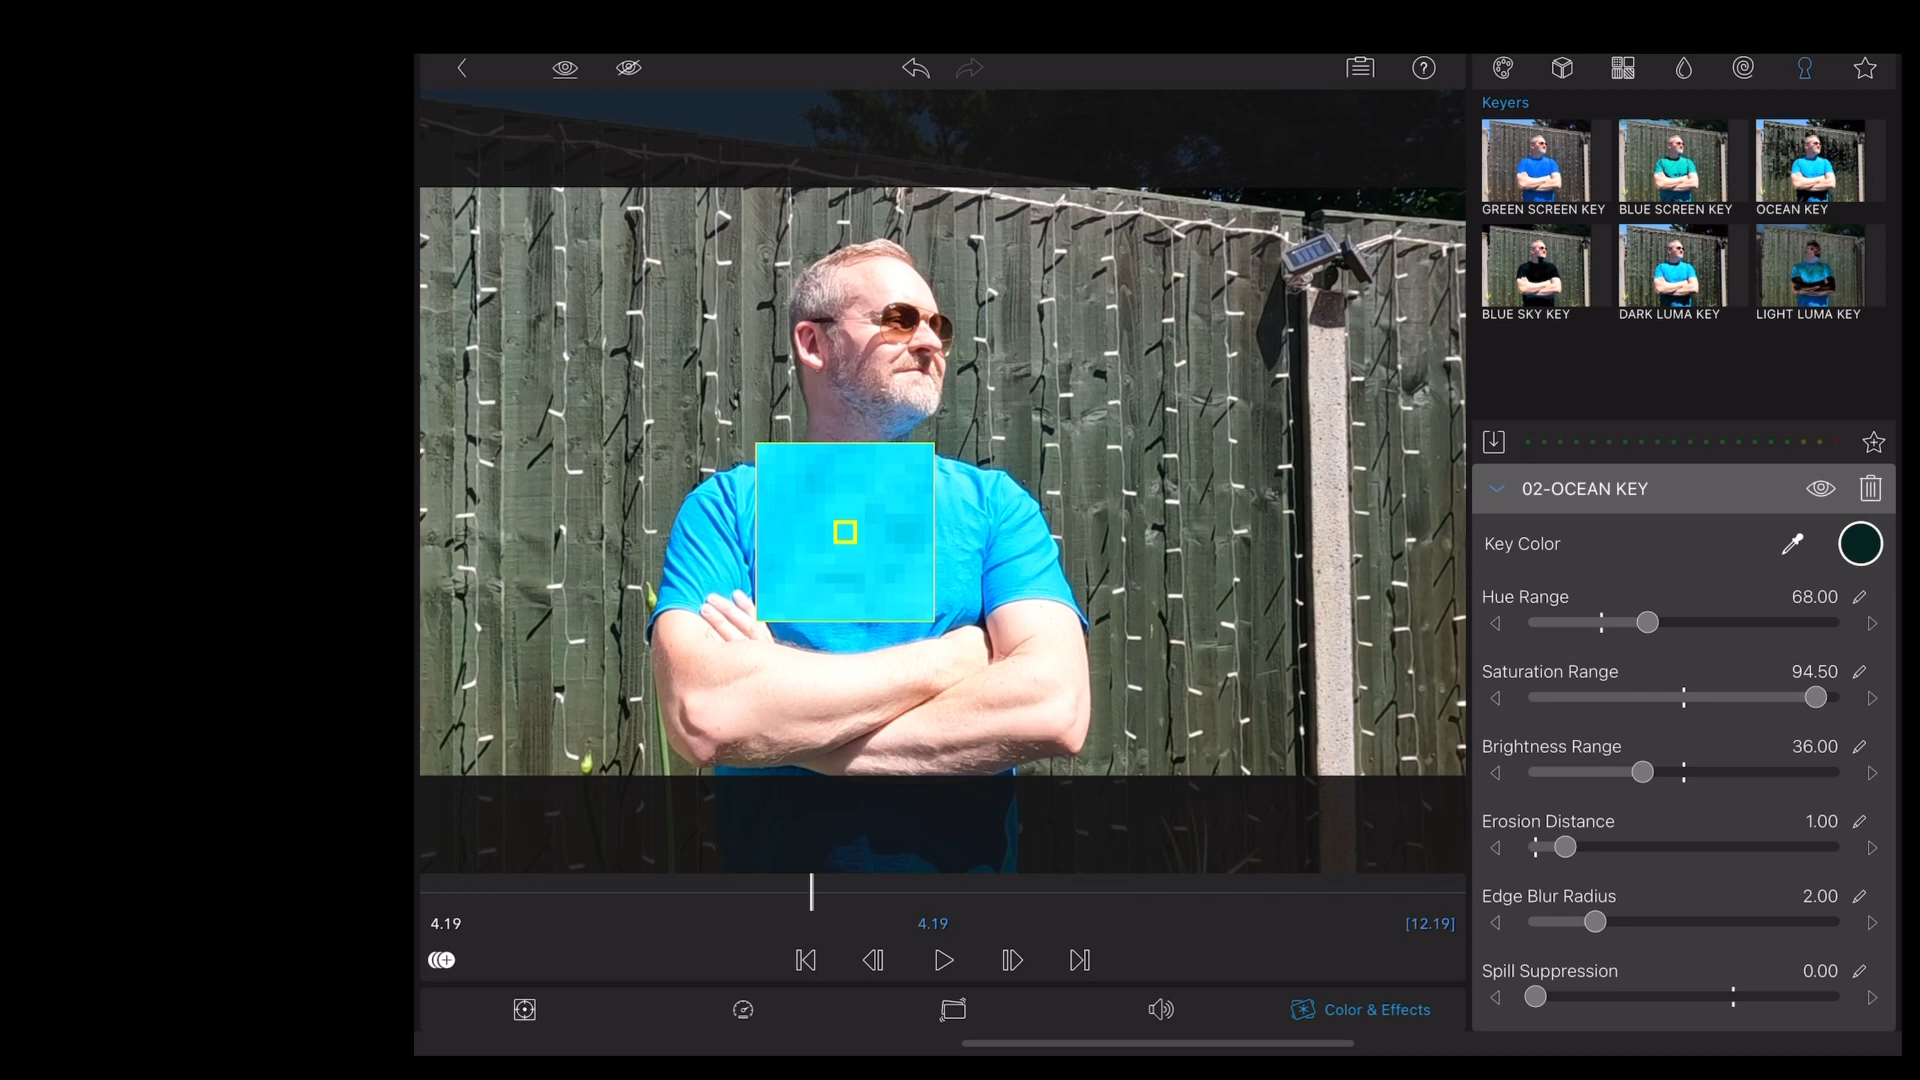 Keyers
GREEN SCREEN KEY
BLUE SCREEN KEY
OCEAN KEY
BLUE SKY KEY
DARK LUMA KEY
LIGHT LUMA KEY
02-OCEAN KEY
Key Color
Hue Range
68.00
Saturation Range
94.50
Brightness Range
36.00
Erosion Distance
1.00
Edge Blur Radius
2.00
Spill Suppression
0.00
4.19
4.19
[12.19]
Color & Effects